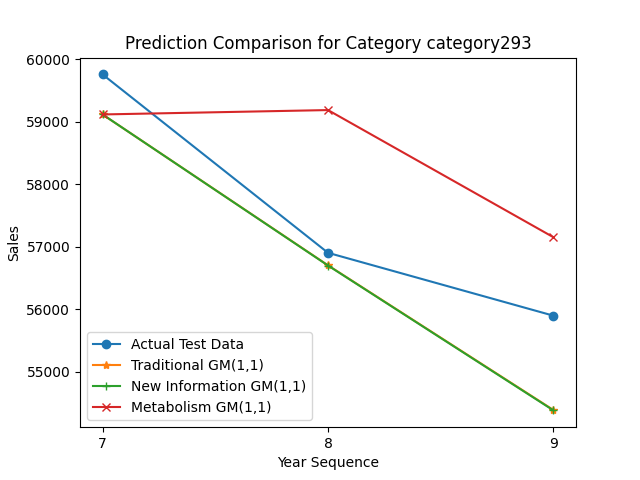 Prediction Comparison for Category category293
Sales
60000
59000
58000
57000
56000
55000
Actual Test Data
Traditional GM(1,1)
New Information GM(1,1)
Metabolism GM(1,1)
7
8
9
Year Sequence